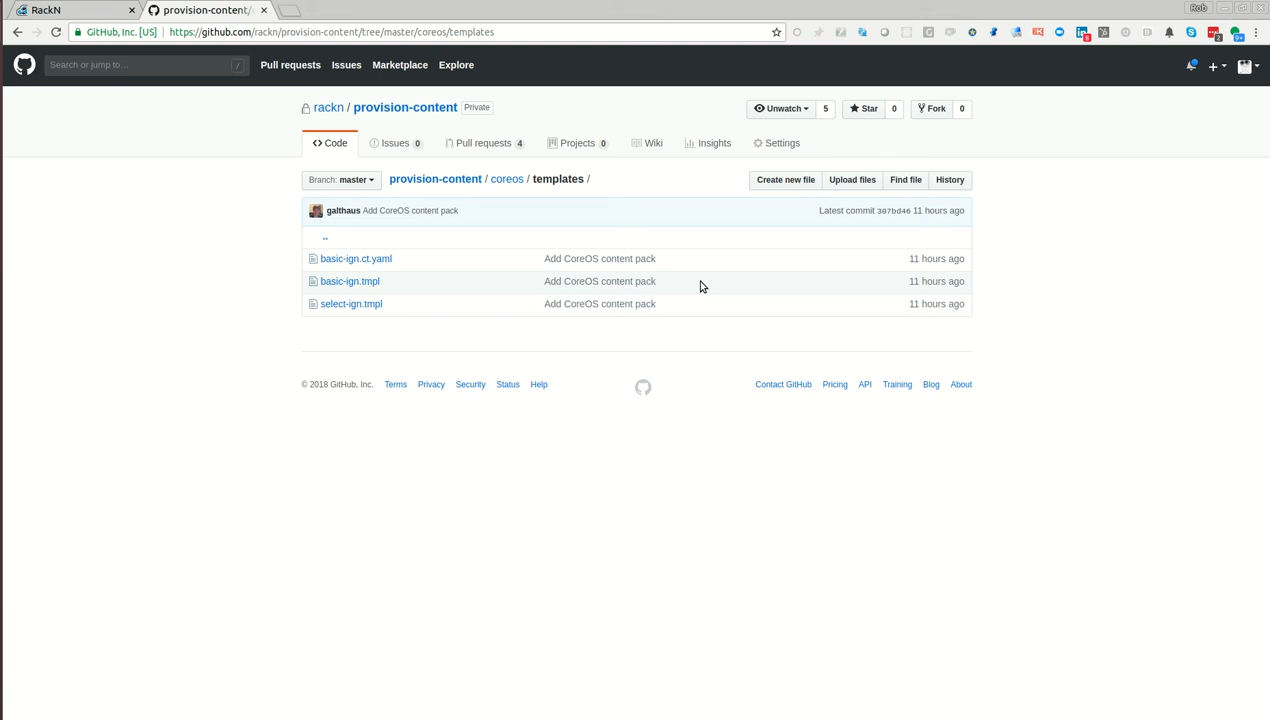 RackN
provision-content/c
Rob
GitHub, Inc. [US]
https://github.com/rackn/provision-content/tree/master/coreos/templates
8
2
9+
Search or jump to…
/
Pull requests
Issues
Marketplace
Explore
rackn / provision-content
Private
Unwatch
5
Star
0
Fork
0
Code
Issues 0
Pull requests 4
Projects 0
Wiki
Insights
Settings
Branch: master
provision-content / coreos / templates /
Create new file
Upload files
Find file
History
galthaus Add CoreOS content pack
Latest commit 307bd46 11 hours ago
..
basic-ign.ct.yaml Add CoreOS content pack 11 hours ago
basic-ign.tmpl Add CoreOS content pack 11 hours ago
select-ign.tmpl Add CoreOS content pack 11 hours ago
© 2018 GitHub, Inc. Terms Privacy Security Status Help
Contact GitHub Pricing API Training Blog About